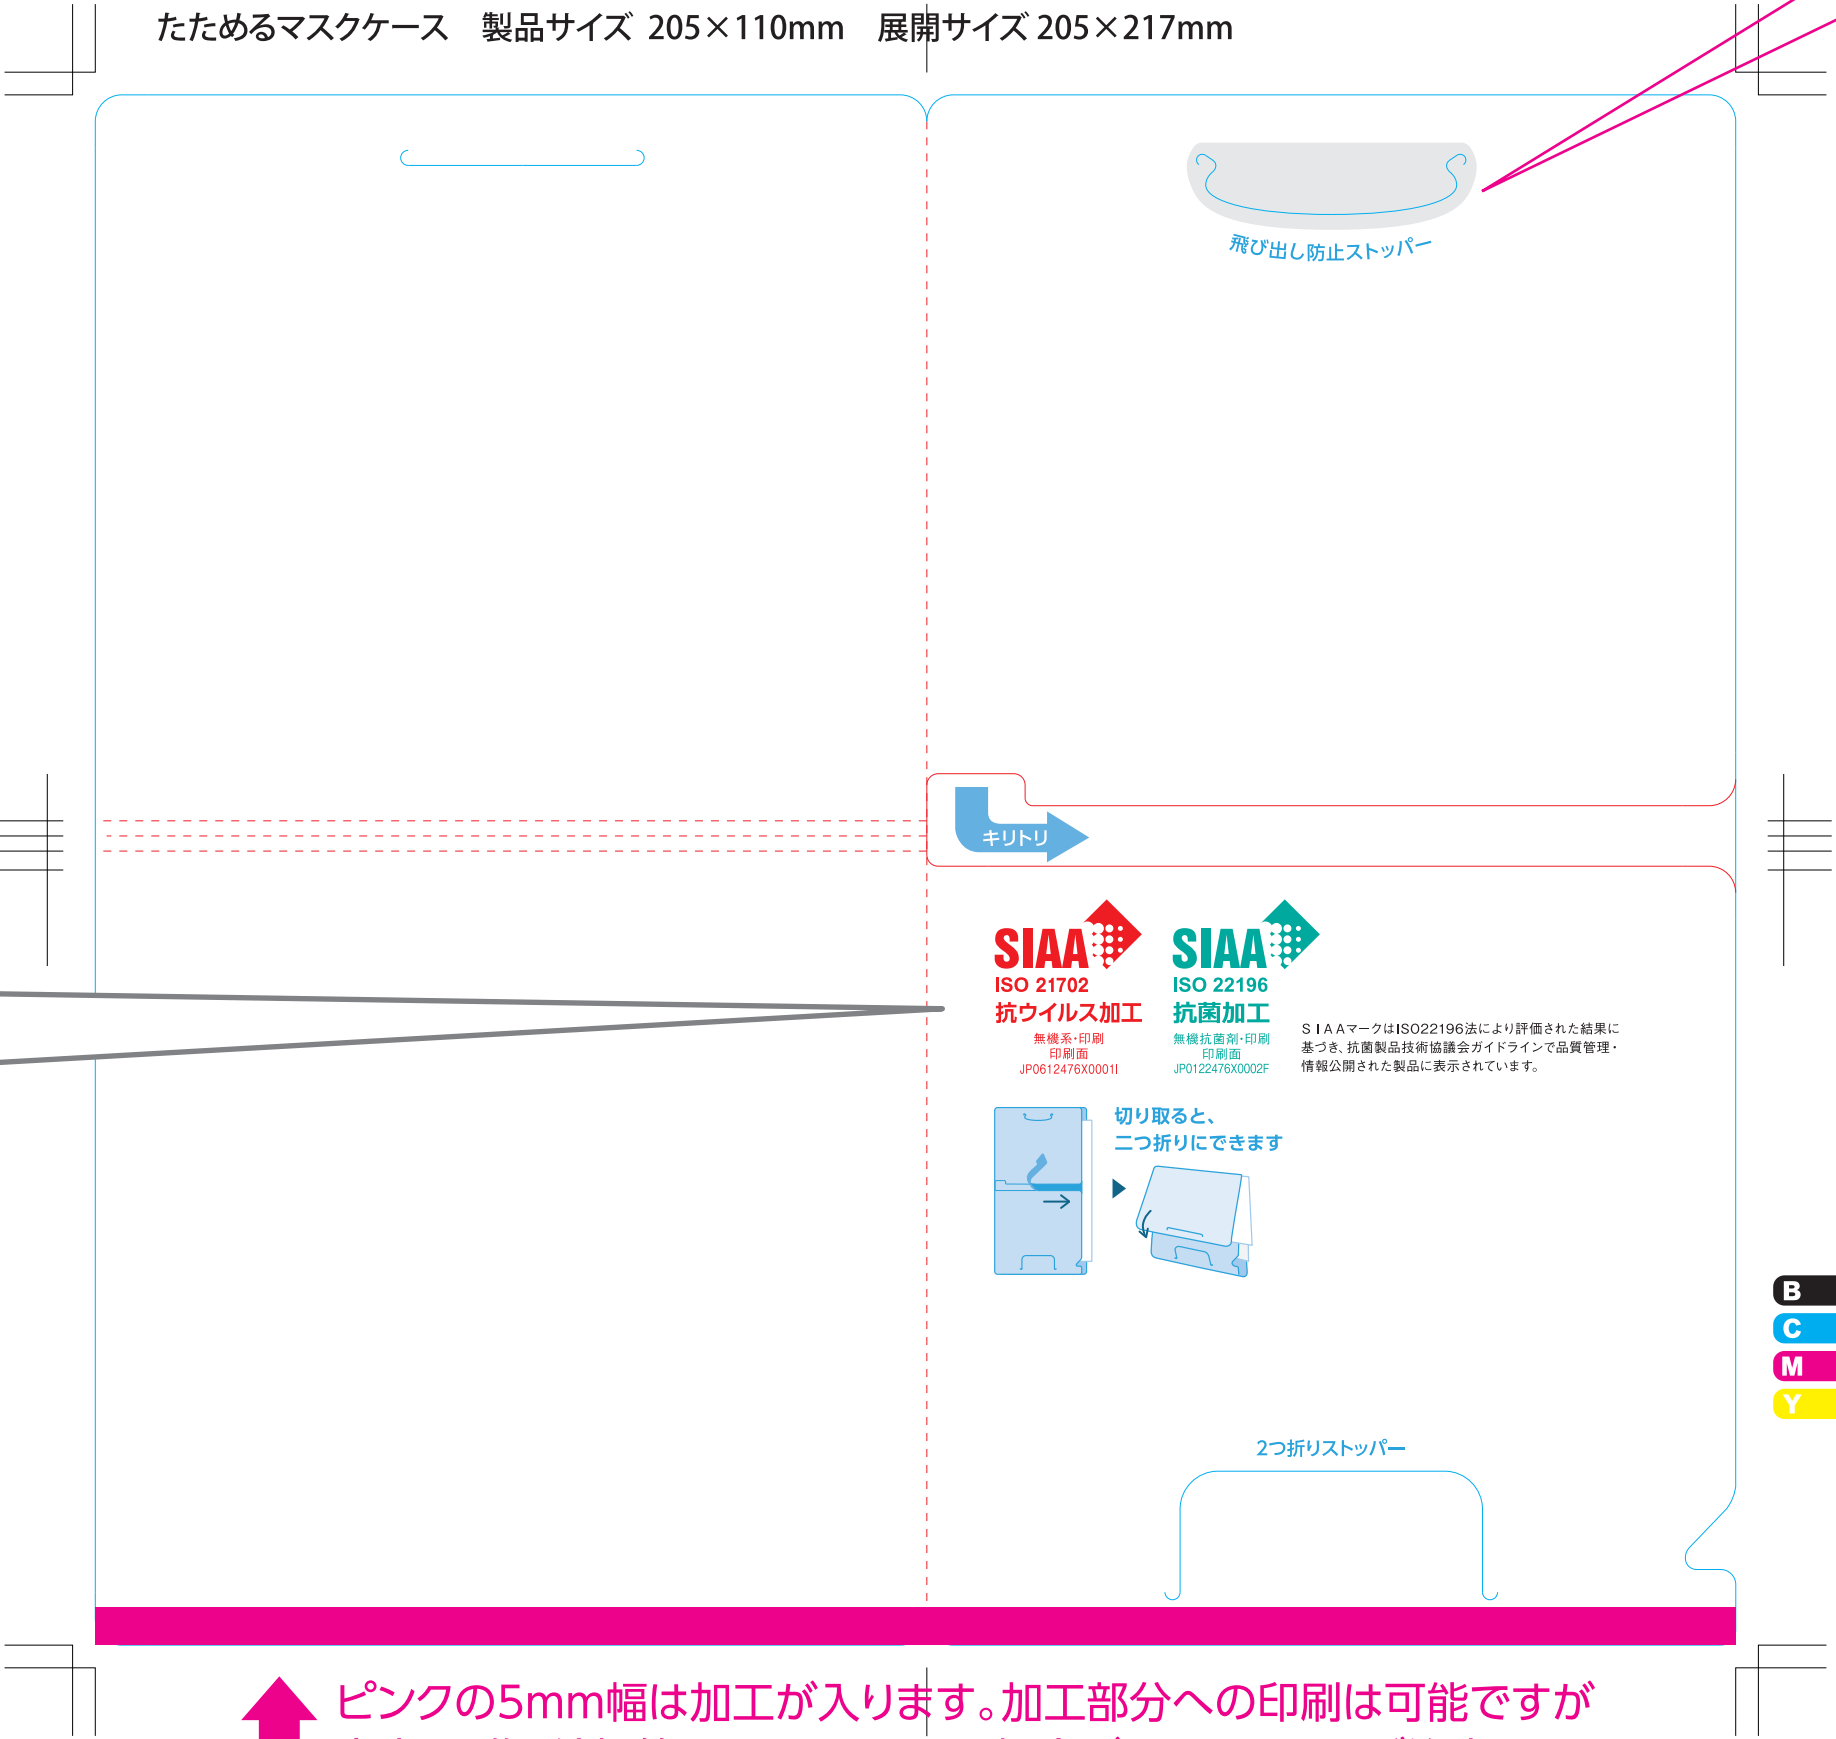 たためるマスクケース　製品サイズ 205×110mm　展開サイズ 205×217mm
飛び出し防止ストッパー
キリトリ
SIAA
ISO 21702
抗ウイルス加工
無機系・印刷
印刷面
JP0612476X0001I
SIAA
ISO 22196
抗菌加工
無機抗菌剤・印刷
印刷面
JP0122476X0002F
ＳＩＡＡマークはISO22196法により評価された結果に
基づき、抗菌製品技術協議会ガイドラインで品質管理・
情報公開された製品に表示されています。
切り取ると、
二つ折りにできます
B
C
M
Y
2つ折りストッパー
ピンクの5mm幅は加工が入ります。加工部分への印刷は可能ですが